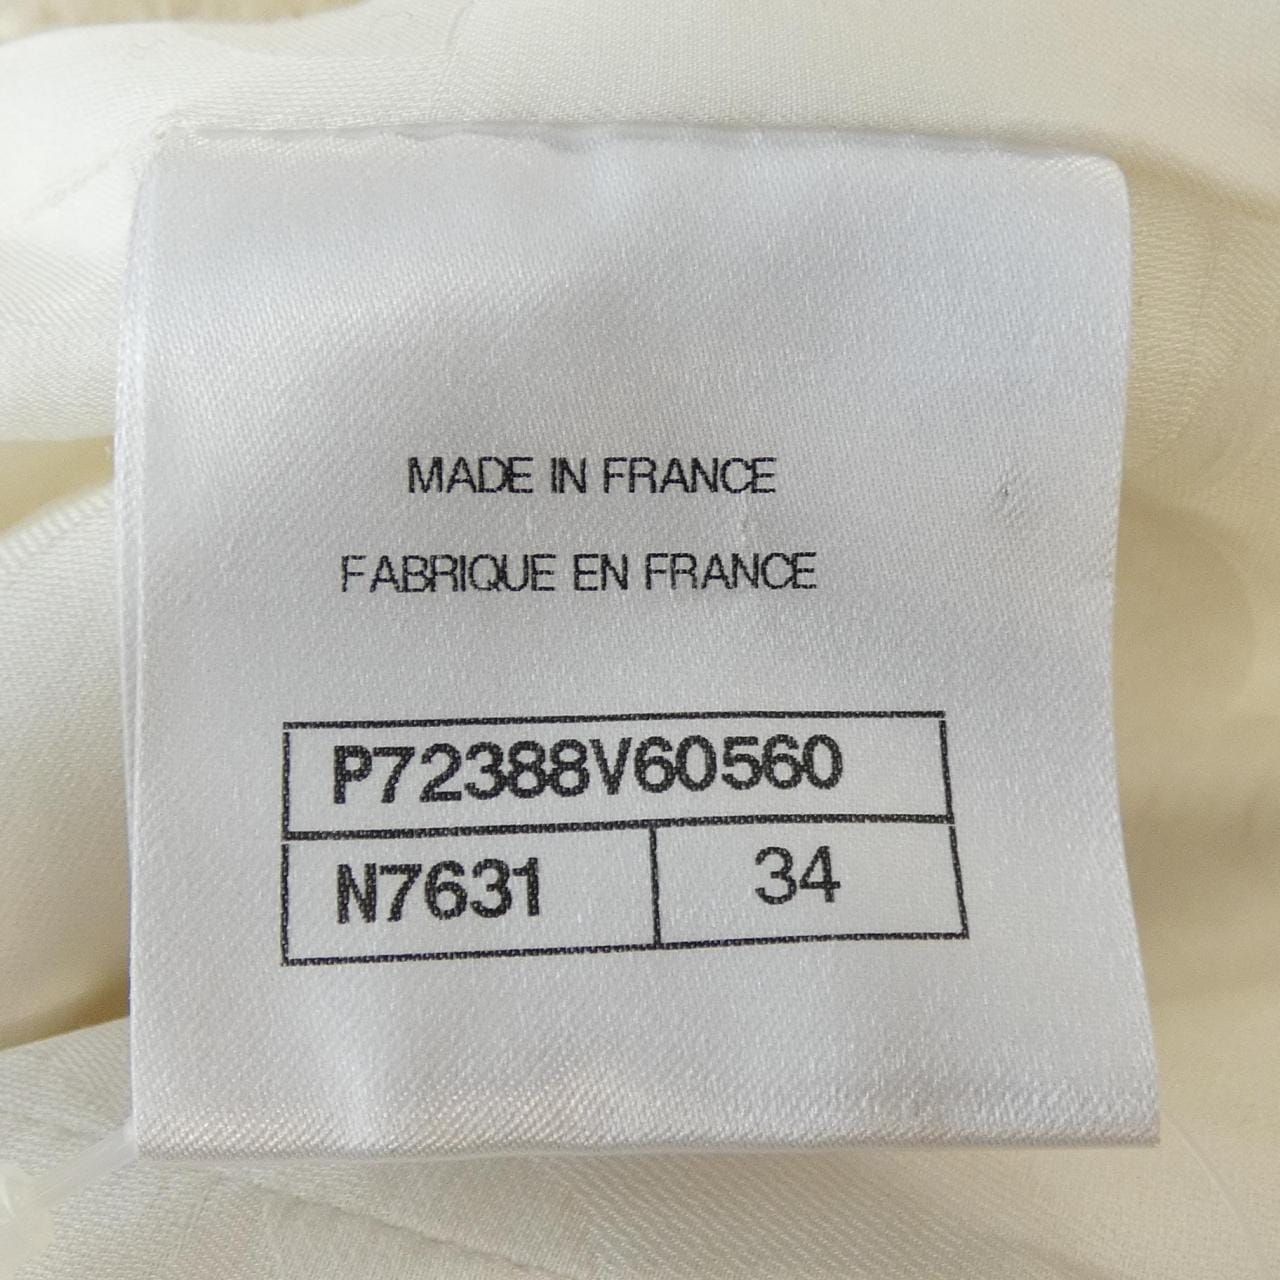 MADE IN FRANCE
FABRIQUE EN FRANCE
P72388V60560
N7631 34